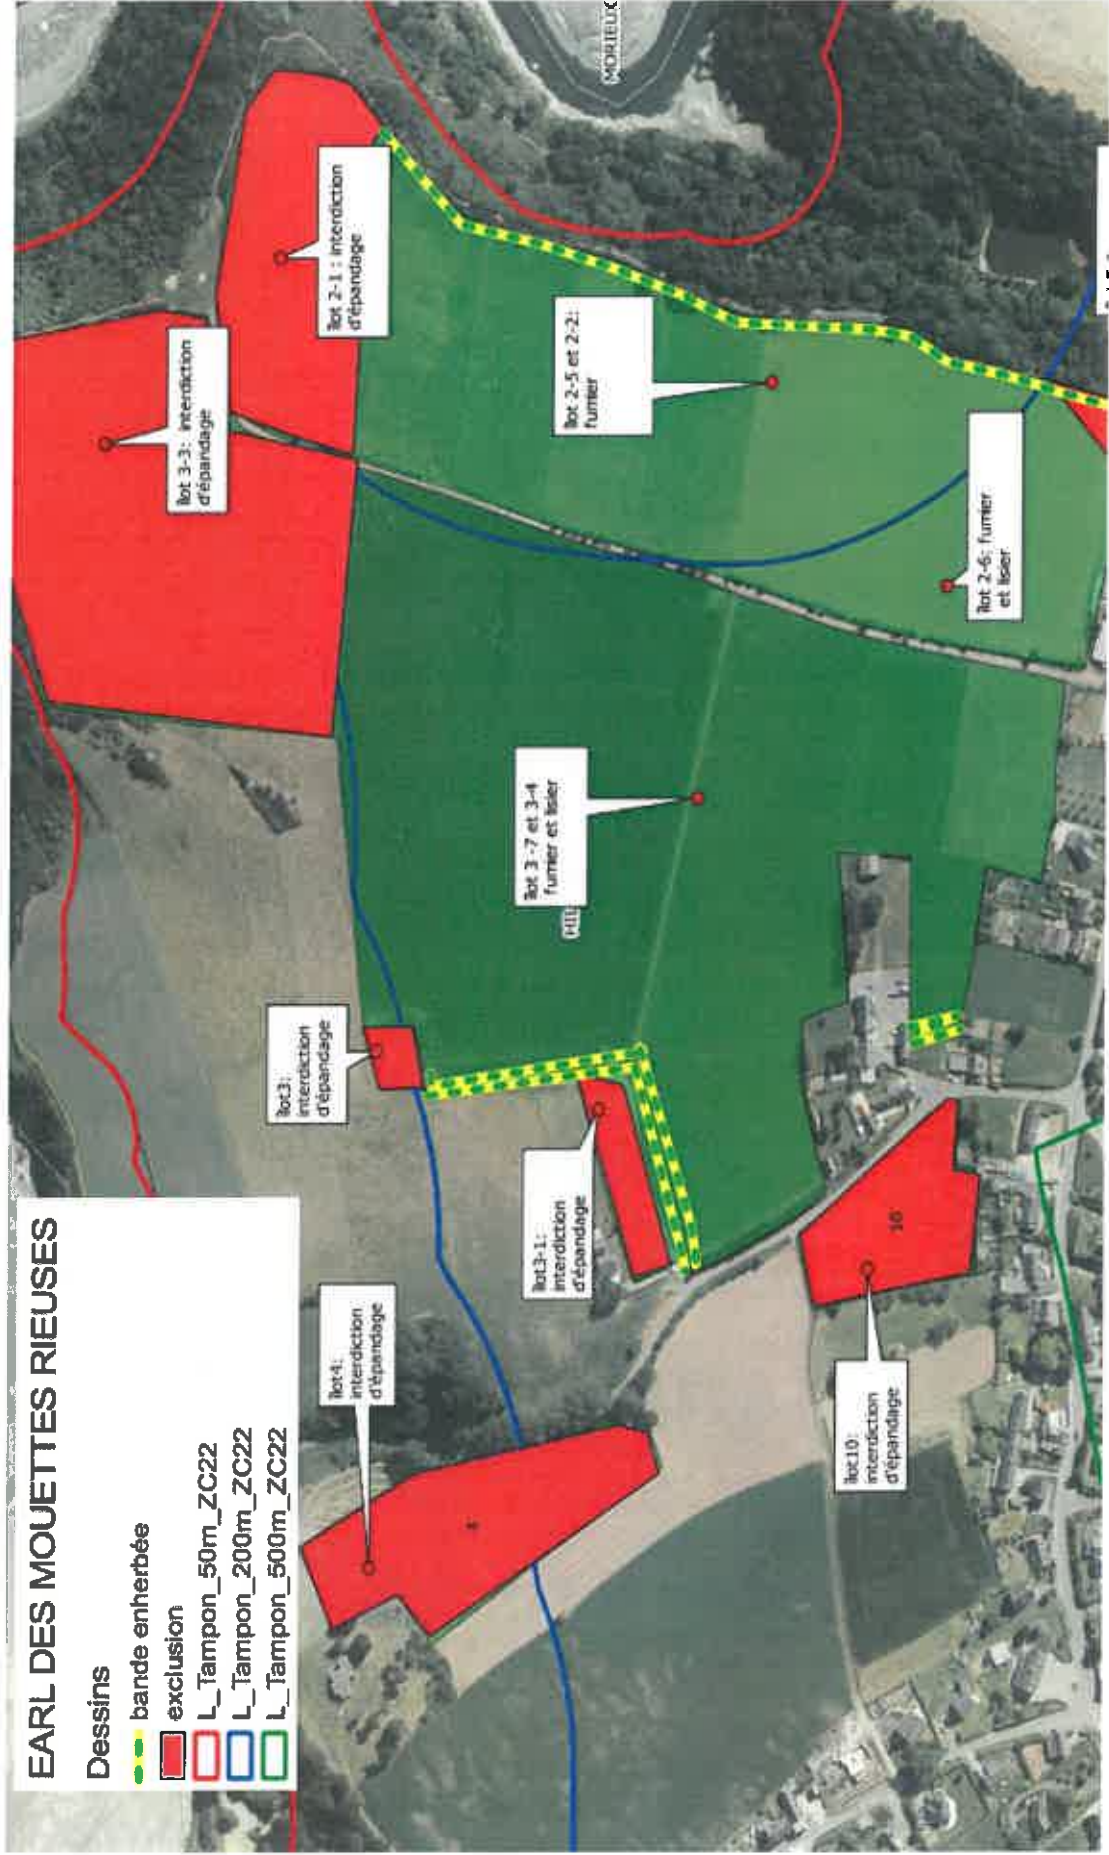 EARL DES MOUETTES RIEUSES
Dessins
bande enherbée
exclusion
L_Tampon_50m_ZC22
L_Tampon_200m_ZC22
L_Tampon_500m_ZC22
îlot4:
interdiction
d'épandage
îlot3:
interdiction
d'épandage
îlot 3-3: interdiction
d'épandage
îlot 2-1 : interdiction
d'épandage
îlot3-1:
interdiction
d'épandage
îlot 3 -7 et 3-4
fumier et lisier
HIL
îlot 2-5 et 2-2:
fumier
MORIEUX
îlot10:
interdiction
d'épandage
10
îlot 2-6: fumier
et lisier